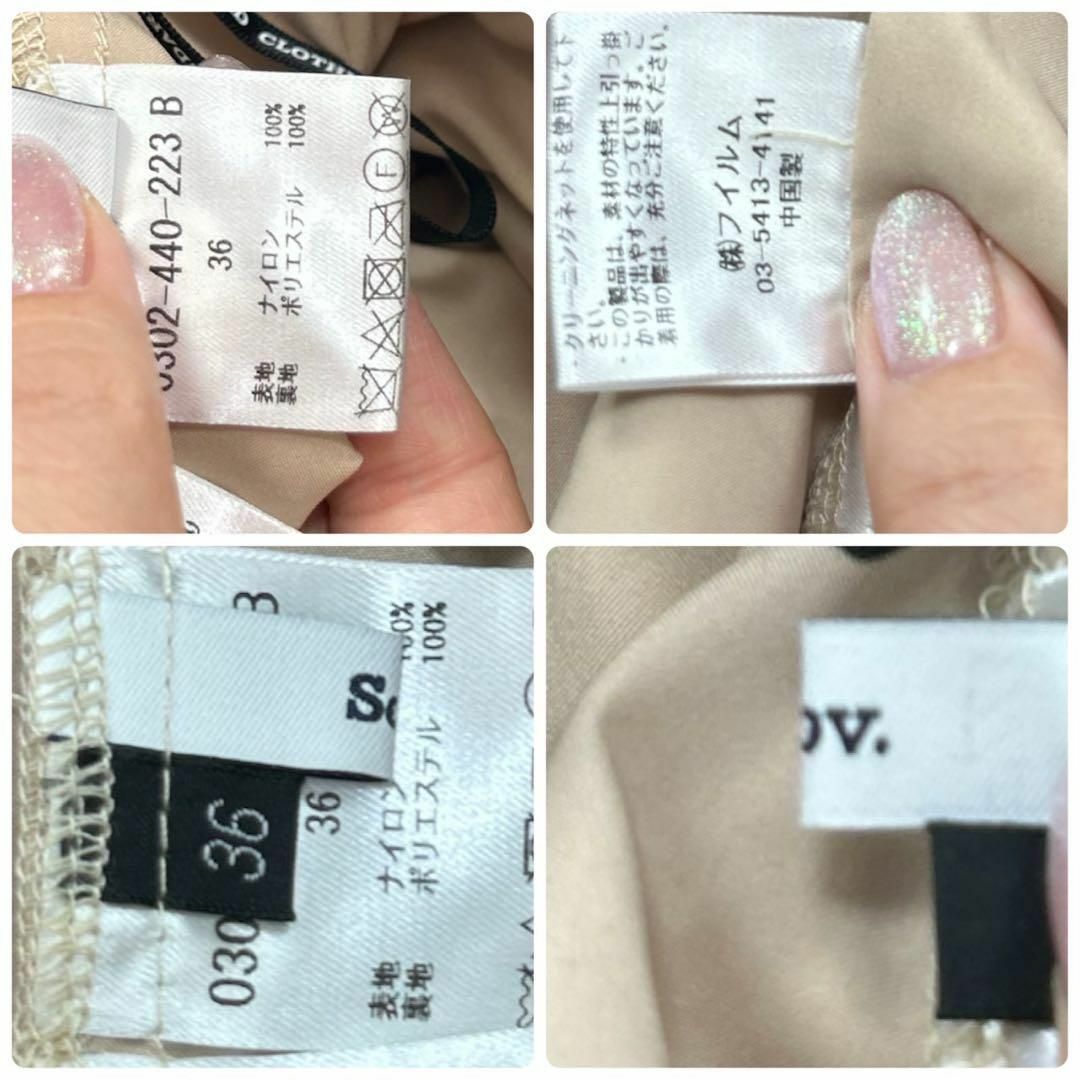 CLOTH
0302-440-223 B
36
表地 ナイロン 100%
裏地 ポリエステル 100%
F
・クリーニングネットを使用して下
さい。
・この製品は、素材の特性上引っ掛
かりが出やすくなっています。ご
着用の際は、充分ご注意ください。
㈱フイルム
03-5413-4141
中国製
B
S
36
36
030
表地 ナイロン 100%
裏地 ポリエステル 100%
ov.